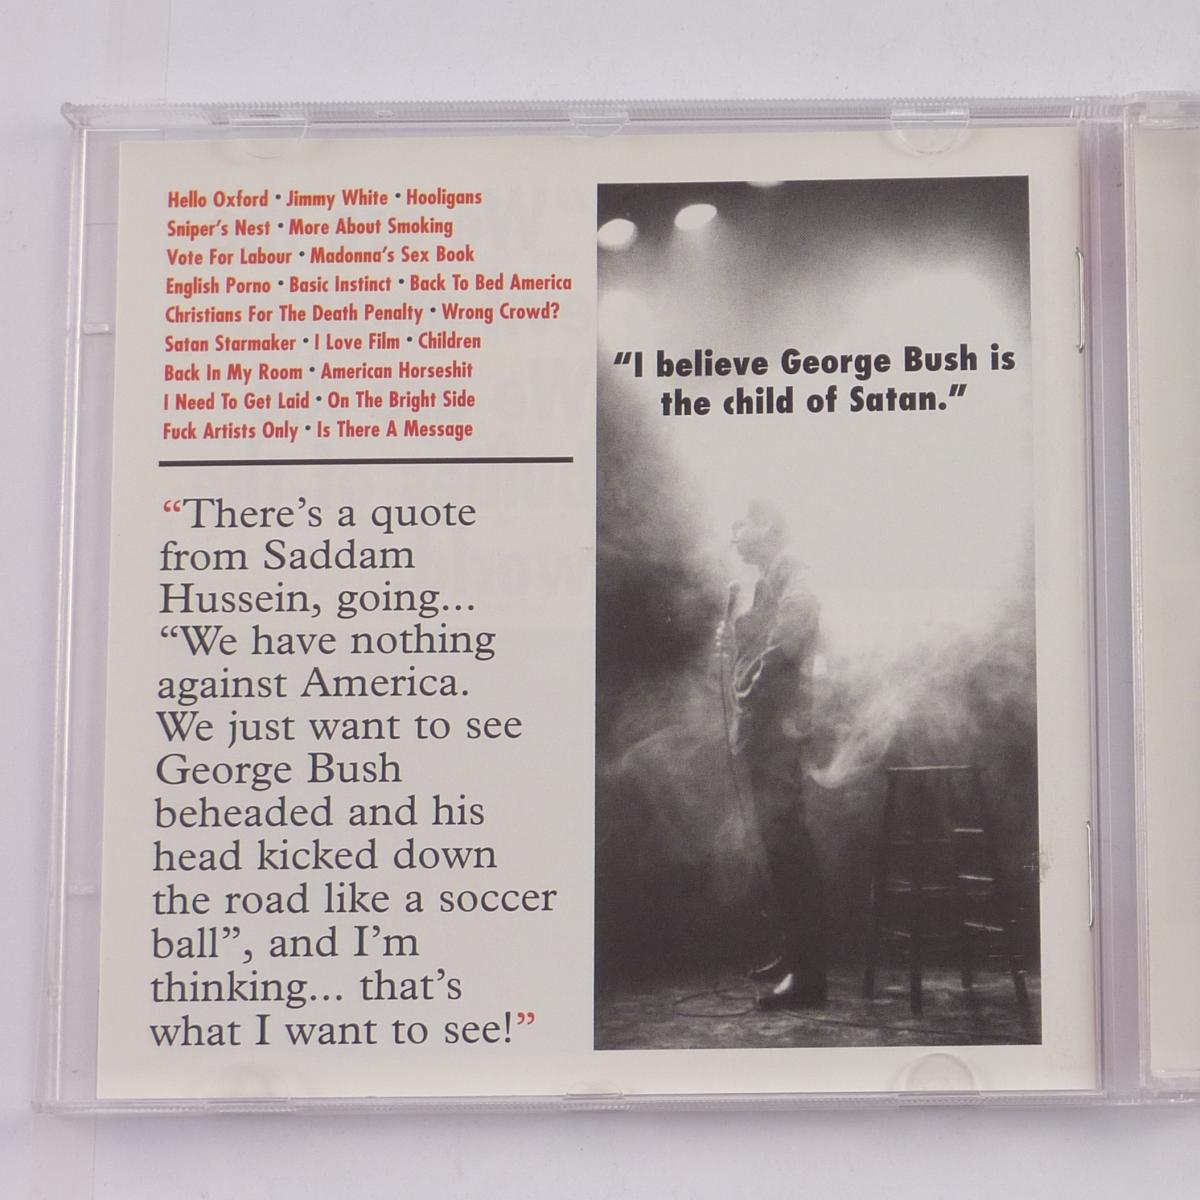 Hello Oxford • Jimmy White • Hooligans
Sniper's Nest • More About Smoking
Vote For Labour • Madonna's Sex Book
English Porno • Basic Instinct • Back To Bed America
Christians For The Death Penalty • Wrong Crowd?
Satan Starmaker • I Love Film • Children
Back In My Room • American Horseshit
I Need To Get Laid • On The Bright Side
Fuck Artists Only • Is There A Message
“There’s a quote
from Saddam
Hussein, going...
“We have nothing
against America.
We just want to see
George Bush
beheaded and his
head kicked down
the road like a soccer
ball”, and I’m
thinking... that’s
what I want to see!”
“I believe George Bush is
the child of Satan.”